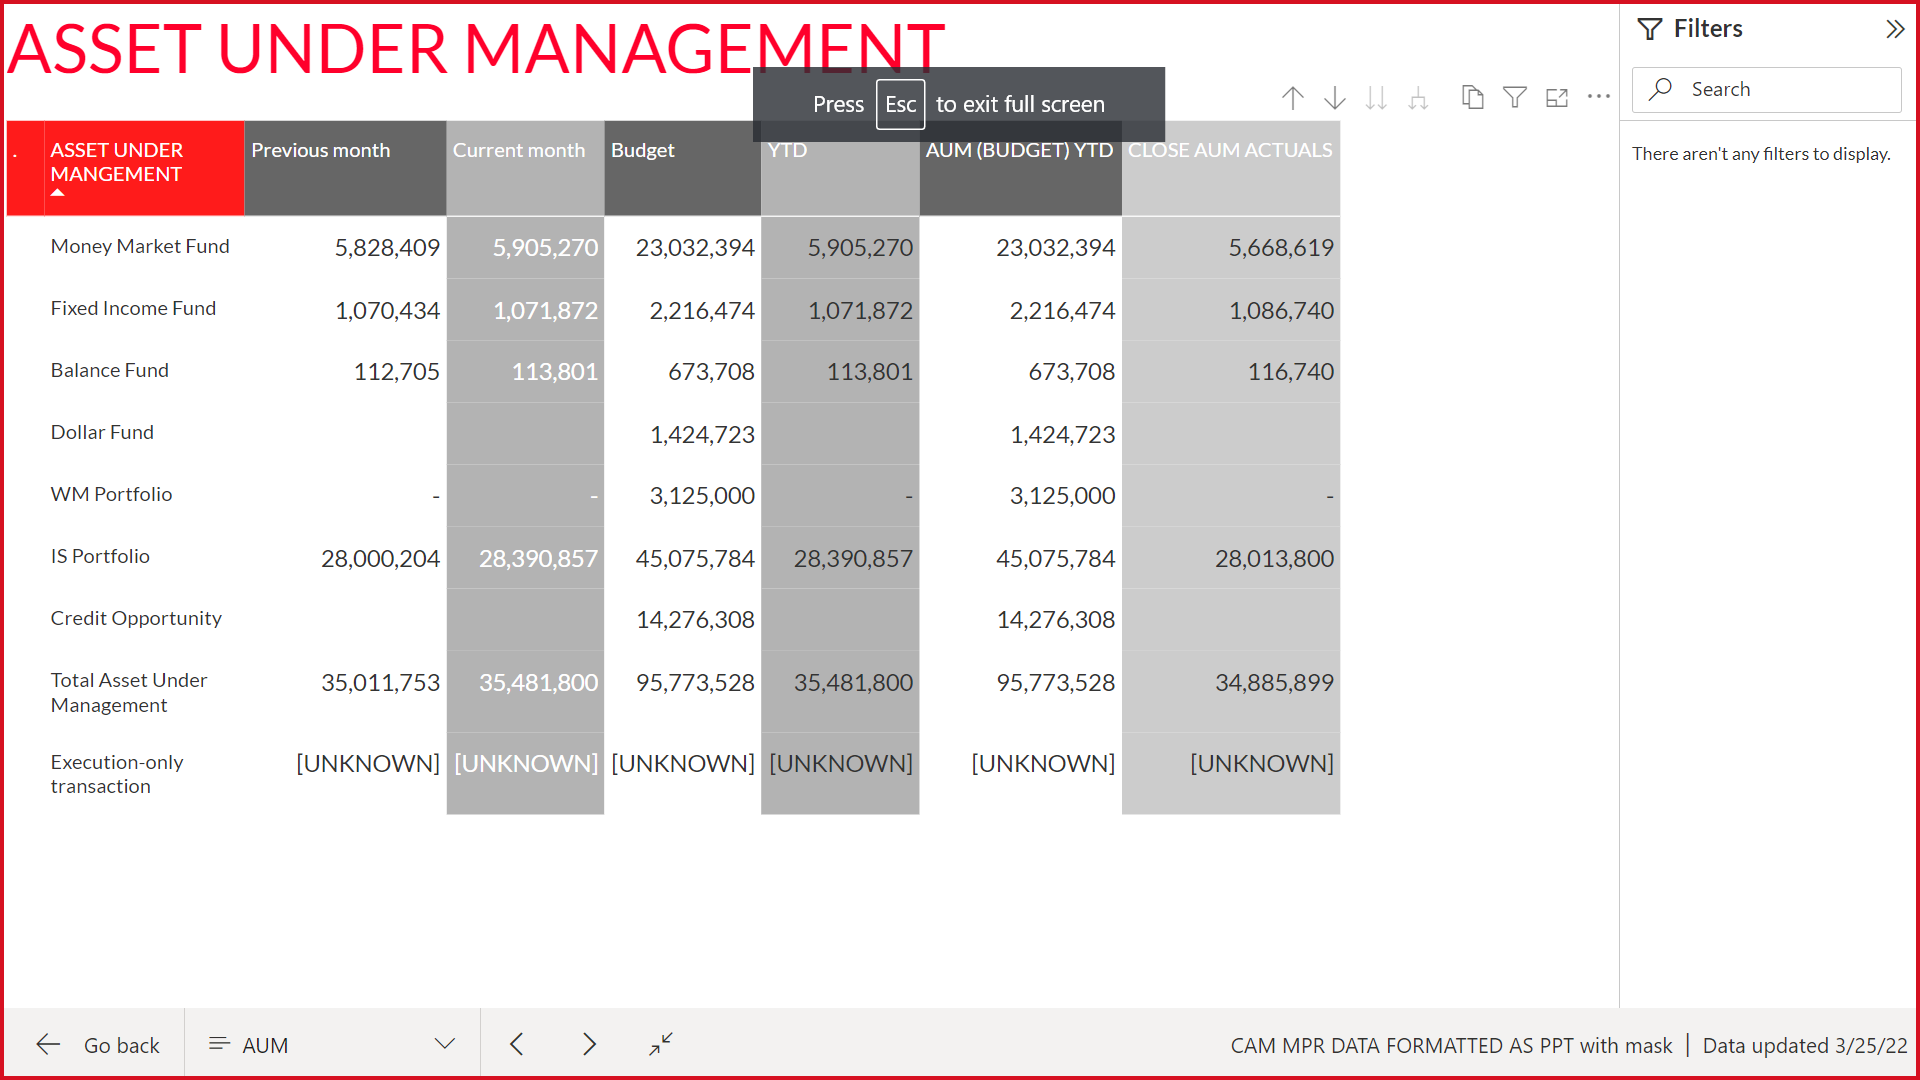 ASSET UNDER MANAGEMENT
Press Esc to exit full screen
Filters
Search
There aren't any filters to display.
. ASSET UNDER MANGEMENT Previous month Current month Budget YTD AUM (BUDGET) YTD CLOSE AUM ACTUALS
Money Market Fund 5,828,409 5,905,270 23,032,394 5,905,270 23,032,394 5,668,619
Fixed Income Fund 1,070,434 1,071,872 2,216,474 1,071,872 2,216,474 1,086,740
Balance Fund 112,705 113,801 673,708 113,801 673,708 116,740
Dollar Fund 1,424,723 1,424,723
WM Portfolio - - 3,125,000 - 3,125,000 -
IS Portfolio 28,000,204 28,390,857 45,075,784 28,390,857 45,075,784 28,013,800
Credit Opportunity 14,276,308 14,276,308
Total Asset Under Management 35,011,753 35,481,800 95,773,528 35,481,800 95,773,528 34,885,899
Execution-only transaction [UNKNOWN] [UNKNOWN] [UNKNOWN] [UNKNOWN] [UNKNOWN] [UNKNOWN]
Go back AUM CAM MPR DATA FORMATTED AS PPT with mask | Data updated 3/25/22